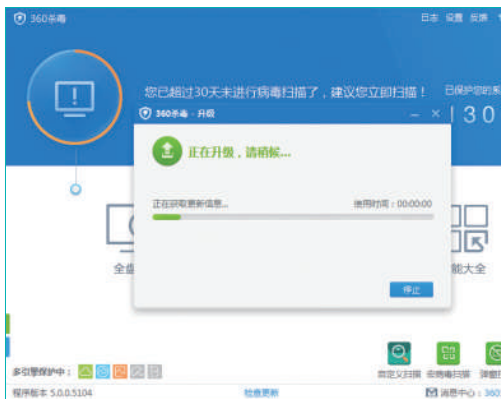 360杀毒
日志 设置 反馈
您已超过30天未进行病毒扫描了，建议您立即扫描！
已保护您的系
360杀毒 - 升级
130
正在升级，请稍候...
正在获取更新信息...
使用时间：00:00:00
全盘
能大全
停止
多引擎保护中：
自定义扫描
宏病毒扫描
弹窗
程序版本 5.0.0.5104
检查更新
消息中心：360